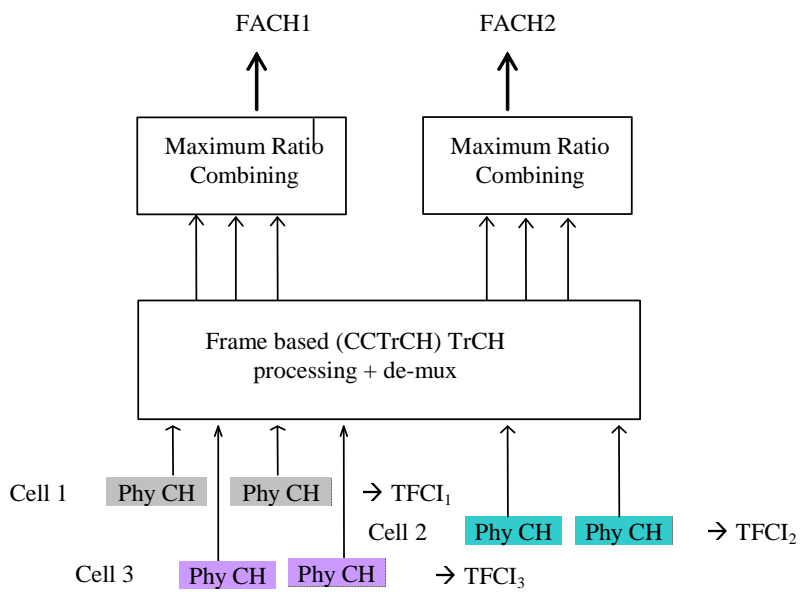 FACH1 FACH2
Maximum Ratio Combining
Maximum Ratio Combining
Frame based (CCTrCH) TrCH
processing + de-mux
Cell 1 Phy CH Phy CH → TFCI₁
Cell 2 Phy CH Phy CH → TFCI₂
Cell 3 Phy CH Phy CH → TFCI₃